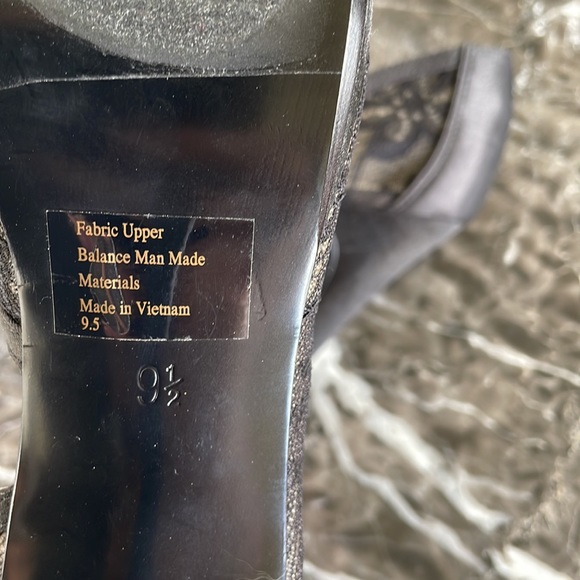 Fabric Upper
Balance Man Made
Materials
Made in Vietnam
9.5
9½